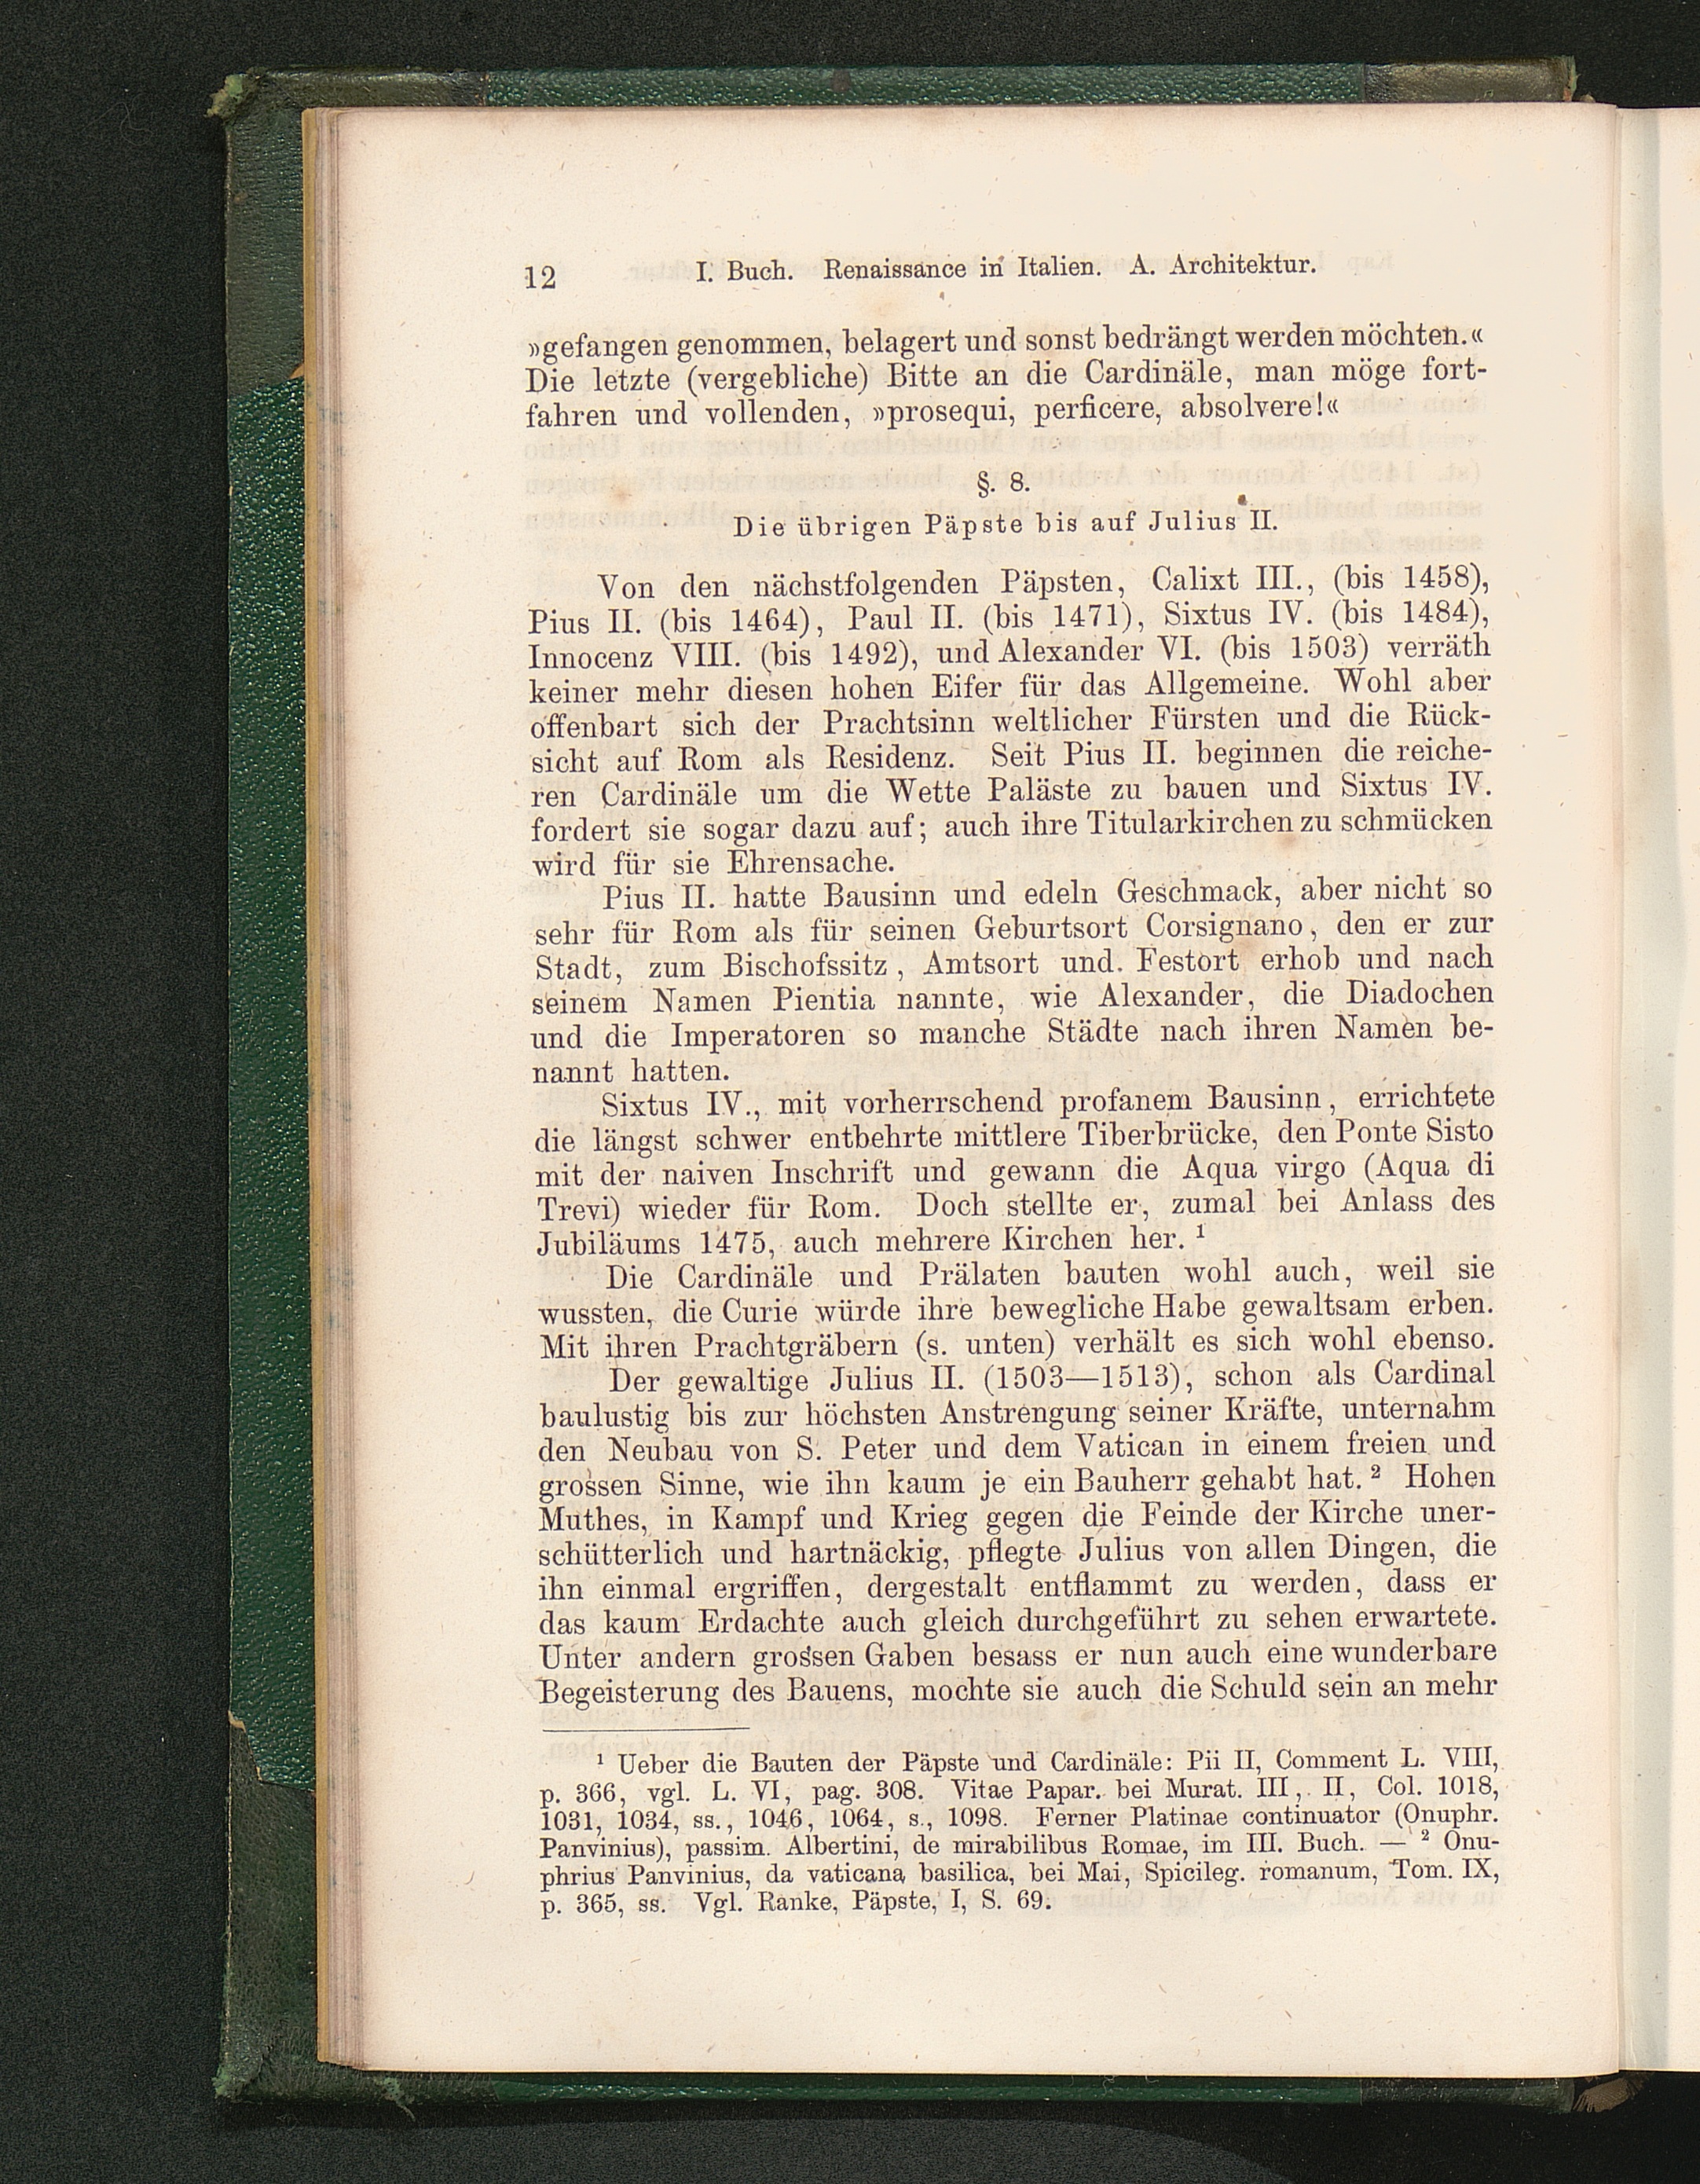 12 I. Buch. Renaissance in Italien. A. Architektur.
»gefangen genommen, belagert und sonst bedrängt werden möchten.«
Die letzte (vergebliche) Bitte an die Cardinäle, man möge fort-
fahren und vollenden, »prosequi, perficere, absolvere!«
§. 8.
Die übrigen Päpste bis auf Julius II.
Von den nächstfolgenden Päpsten, Calixt III., (bis 1458),
Pius II. (bis 1464), Paul II. (bis 1471), Sixtus IV. (bis 1484),
Innocenz VIII. (bis 1492), und Alexander VI. (bis 1503) verräth
keiner mehr diesen hohen Eifer für das Allgemeine. Wohl aber
offenbart sich der Prachtsinn weltlicher Fürsten und die Rück-
sicht auf Rom als Residenz. Seit Pius II. beginnen die reiche-
ren Cardinäle um die Wette Paläste zu bauen und Sixtus IV.
fordert sie sogar dazu auf; auch ihre Titularkirchen zu schmücken
wird für sie Ehrensache.
Pius II. hatte Bausinn und edeln Geschmack, aber nicht so
sehr für Rom als für seinen Geburtsort Corsignano, den er zur
Stadt, zum Bischofssitz, Amtsort und. Festort erhob und nach
seinem Namen Pientia nannte, wie Alexander, die Diadochen
und die Imperatoren so manche Städte nach ihren Namen be-
nannt hatten.
Sixtus IV., mit vorherrschend profanem Bausinn, errichtete
die längst schwer entbehrte mittlere Tiberbrücke, den Ponte Sisto
mit der naiven Inschrift und gewann die Aqua virgo (Aqua di
Trevi) wieder für Rom. Doch stellte er, zumal bei Anlass des
Jubiläums 1475, auch mehrere Kirchen her. ¹
Die Cardinäle und Prälaten bauten wohl auch, weil sie
wussten, die Curie würde ihre bewegliche Habe gewaltsam erben.
Mit ihren Prachtgräbern (s. unten) verhält es sich wohl ebenso.
Der gewaltige Julius II. (1503—1513), schon als Cardinal
baulustig bis zur höchsten Anstrengung seiner Kräfte, unternahm
den Neubau von S. Peter und dem Vatican in einem freien und
grossen Sinne, wie ihn kaum je ein Bauherr gehabt hat. ² Hohen
Muthes, in Kampf und Krieg gegen die Feinde der Kirche uner-
schütterlich und hartnäckig, pflegte Julius von allen Dingen, die
ihn einmal ergriffen, dergestalt entflammt zu werden, dass er
das kaum Erdachte auch gleich durchgeführt zu sehen erwartete.
Unter andern grossen Gaben besass er nun auch eine wunderbare
Begeisterung des Bauens, mochte sie auch die Schuld sein an mehr
¹ Ueber die Bauten der Päpste und Cardinäle: Pii II, Comment L. VIII,
p. 366, vgl. L. VI, pag. 308. Vitae Papar. bei Murat. III, II, Col. 1018,
1031, 1034, ss., 1046, 1064, s., 1098. Ferner Platinae continuator (Onuphr.
Panvinius), passim. Albertini, de mirabilibus Romae, im III. Buch. — ² Onu-
phrius Panvinius, da vaticana basilica, bei Mai, Spicileg. romanum, Tom. IX,
p. 365, ss. Vgl. Ranke, Päpste, I, S. 69.